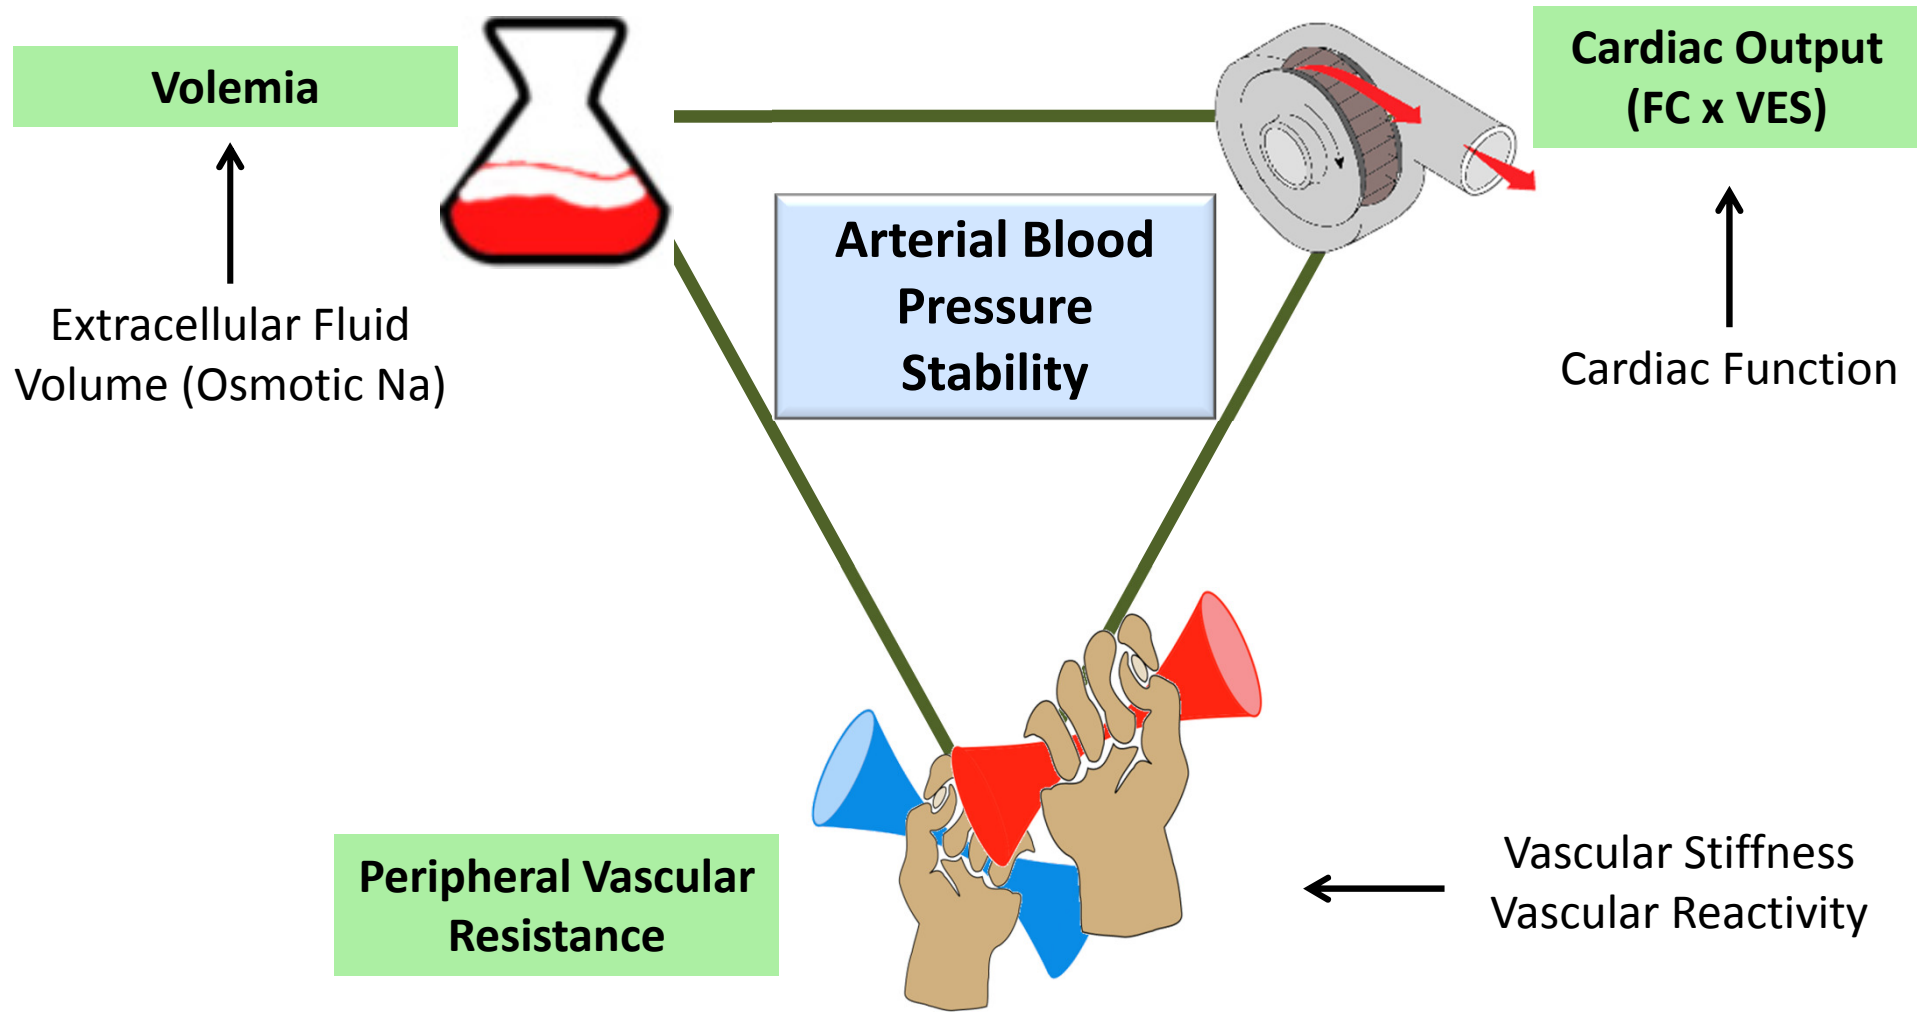 Volemia
Extracellular Fluid
Volume (Osmotic Na)
Cardiac Output
(FC x VES)
Cardiac Function
Arterial Blood
Pressure
Stability
Peripheral Vascular
Resistance
Vascular Stiffness
Vascular Reactivity